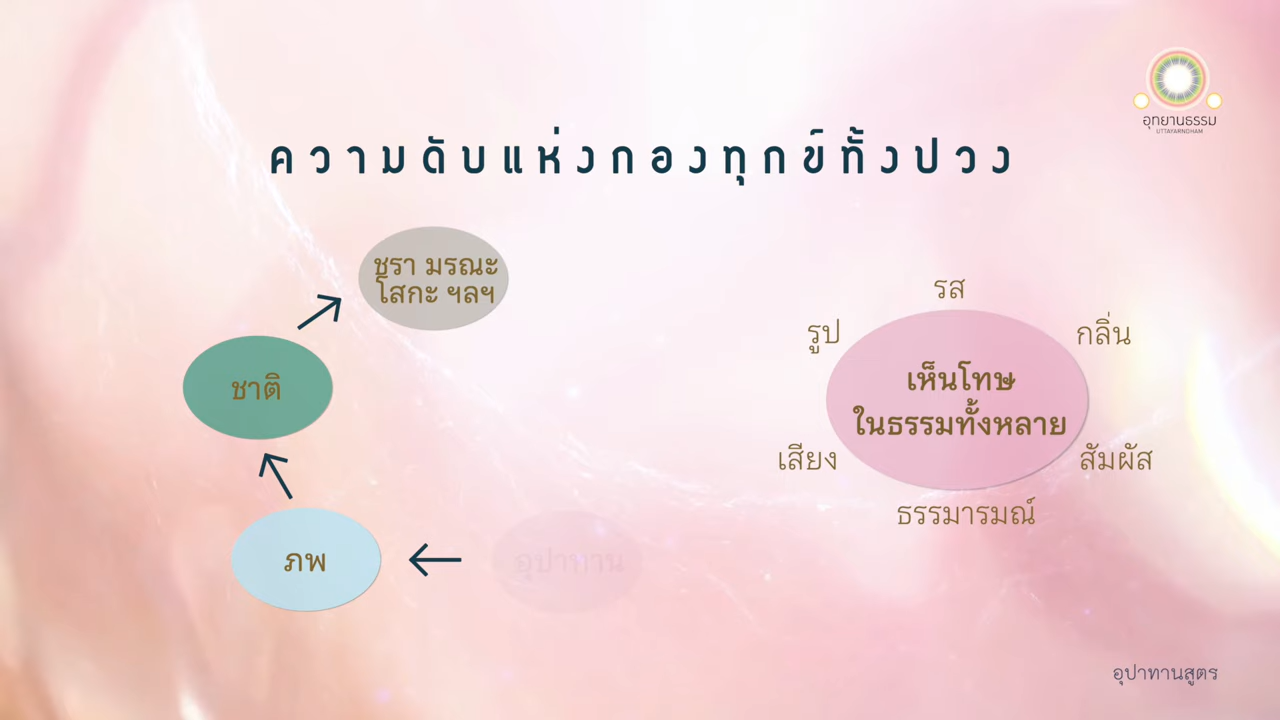 อุทยานธรรม
UTTAYARNDHAM
ความดับแห่งกองทุกข์ทั้งปวง
ชรา มรณะ
โสกะ ฯลฯ
ชาติ
ภพ
อุปาทาน
รส
รูป
กลิ่น
เห็นโทษ
ในธรรมทั้งหลาย
เสียง
สัมผัส
ธรรมารมณ์
อุปาทานสูตร